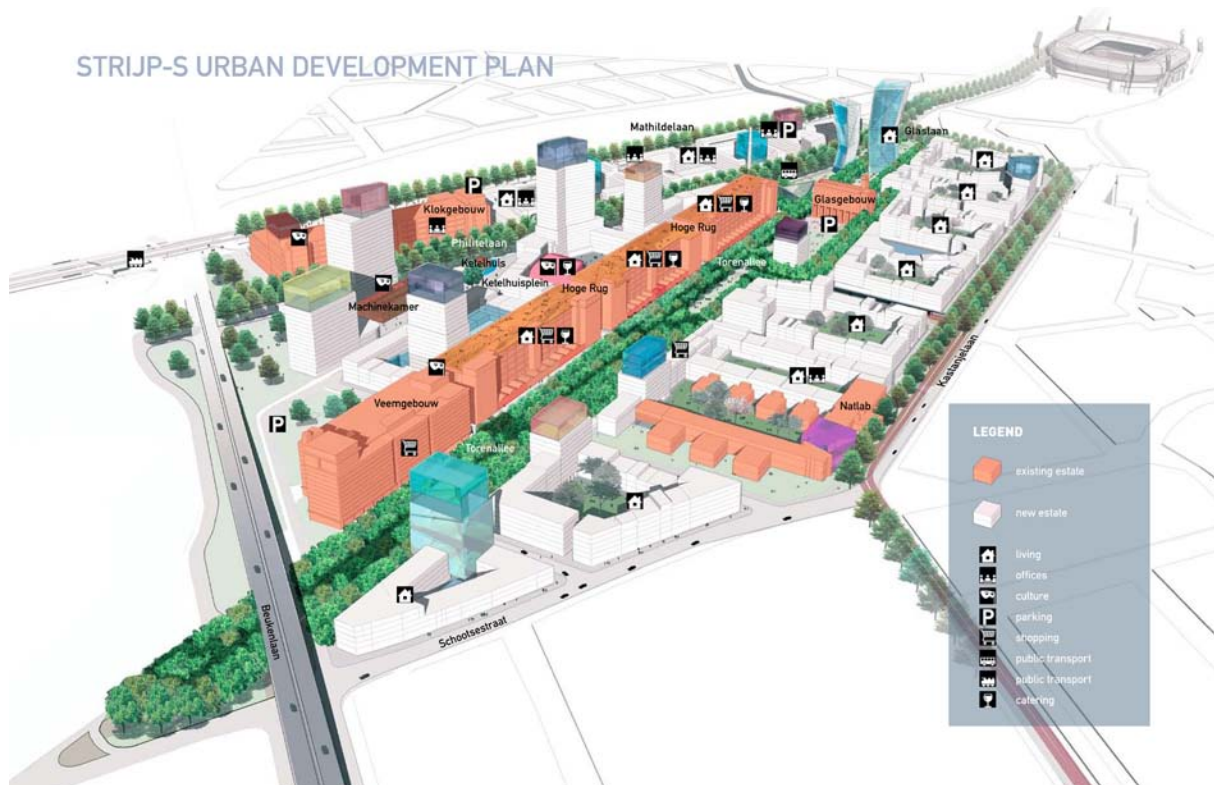 STRIJP-S URBAN DEVELOPMENT PLAN
Mathildelaan
P
Glaslaan
P
Klokgebouw
Glasgebouw
Hoge Rug
P
Philitelaan
Ketelhuis
Torenallee
Ketelhuisplein
Hoge Rug
Machinekamer
Kastanjelaan
Veemgebouw
Natlab
P
Torenallee
Beukenlaan
Schootsestraat
LEGEND
existing estate
new estate
living
offices
culture
P parking
shopping
public transport
public transport
catering